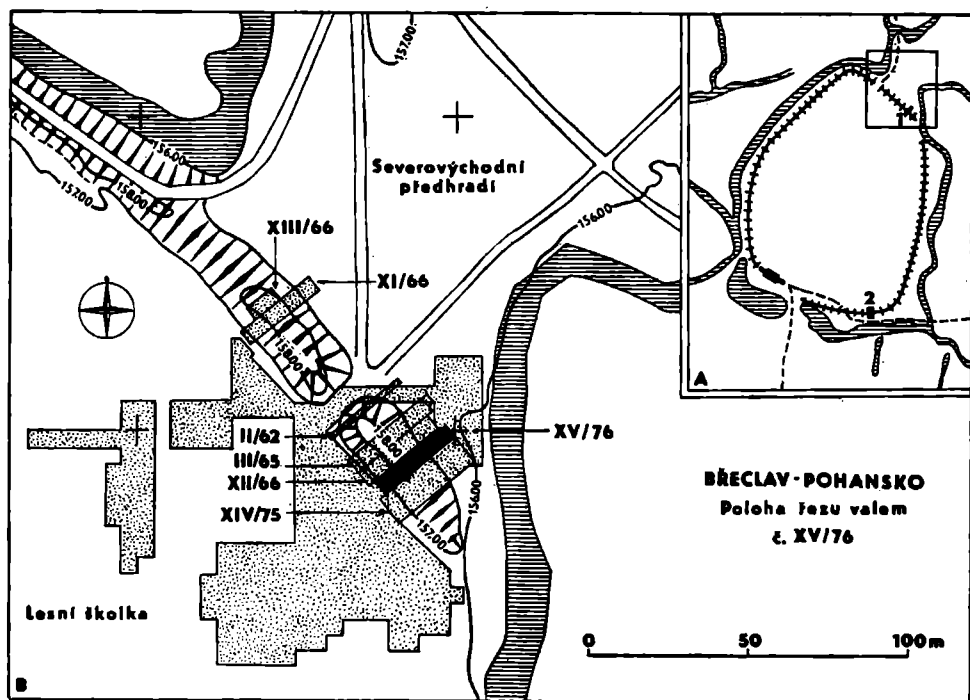 157.00
156.00
158.00
157.00
Severovýchodní
předhradí
156.00
XIII/66
XI/66
158.00
II/62
III/65
XII/66
XIV/75
158.00
XV/76
156.00
157.00
Lesní školka
B
1
2
A
BŘECLAV-POHANSKO
Poloha řezu valem
č. XV/76
0 50 100m